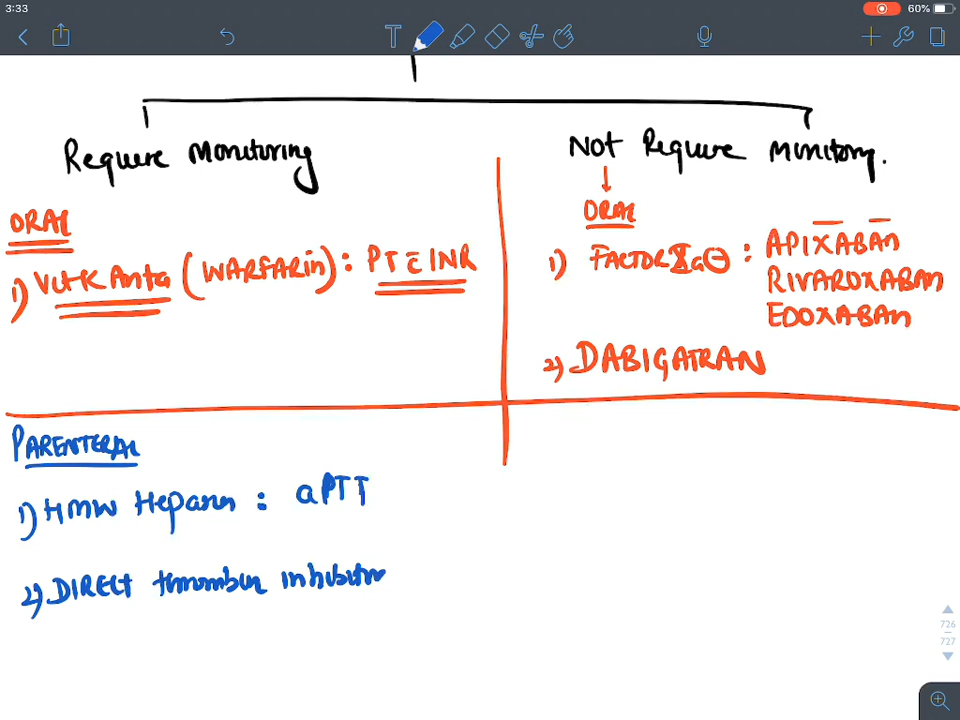 3:33
60%
T
Require Monitoring
Not Require Monitory.
ORAL
1) Vit K Anta (WARFARin) : PT c̄ INR
ORAL
1) FACTOR Xa⊖ : APIXABAN
RIVAROXABAN
EDOXABAN
2) DABIGATRAN
PARENTERAL
1) HMW Heparin : aPTT
2) DIRECT thrombin inhibitor
726
727